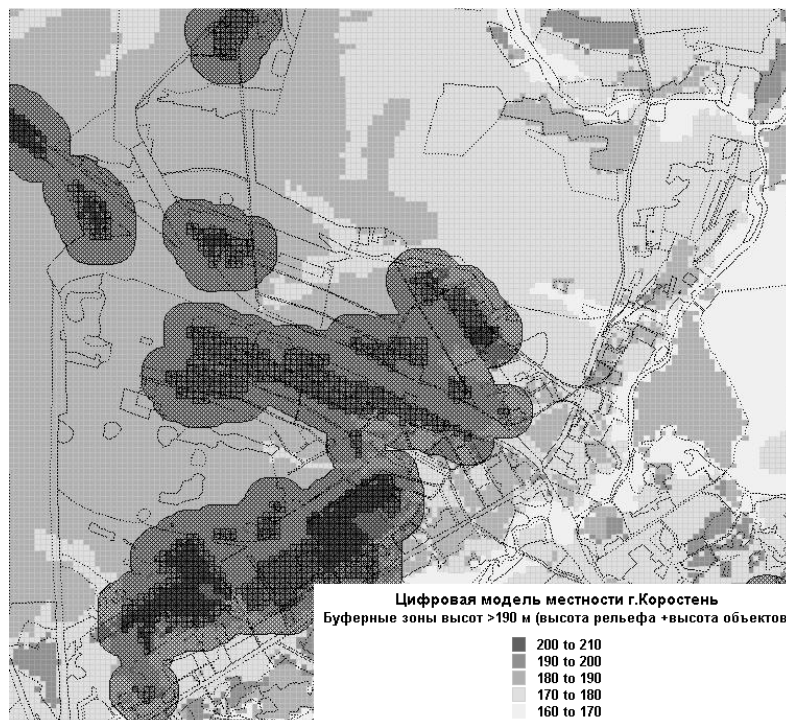 Цифровая модель местности г.Коростень
Буферные зоны высот >190 м (высота рельефа +высота объектов
200 to 210
190 to 200
180 to 190
170 to 180
160 to 170